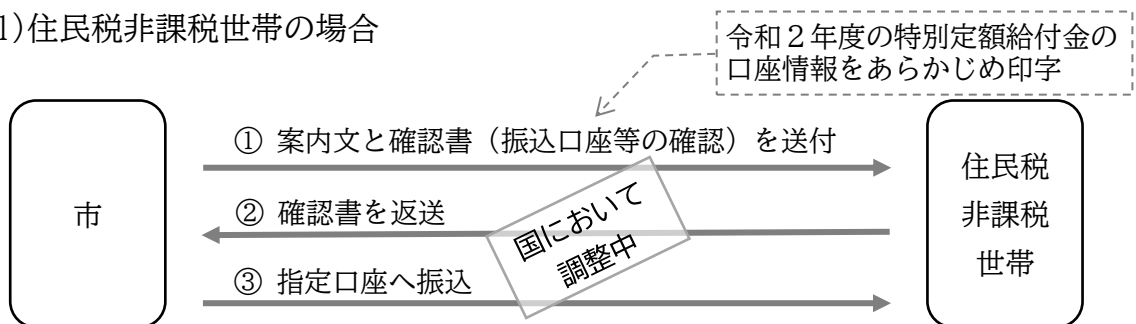 1)住民税非課税世帯の場合
令和２年度の特別定額給付金の
口座情報をあらかじめ印字
① 案内文と確認書（振込口座等の確認）を送付
市
② 確認書を返送
国において
調整中
③ 指定口座へ振込
住民税
非課税
世帯